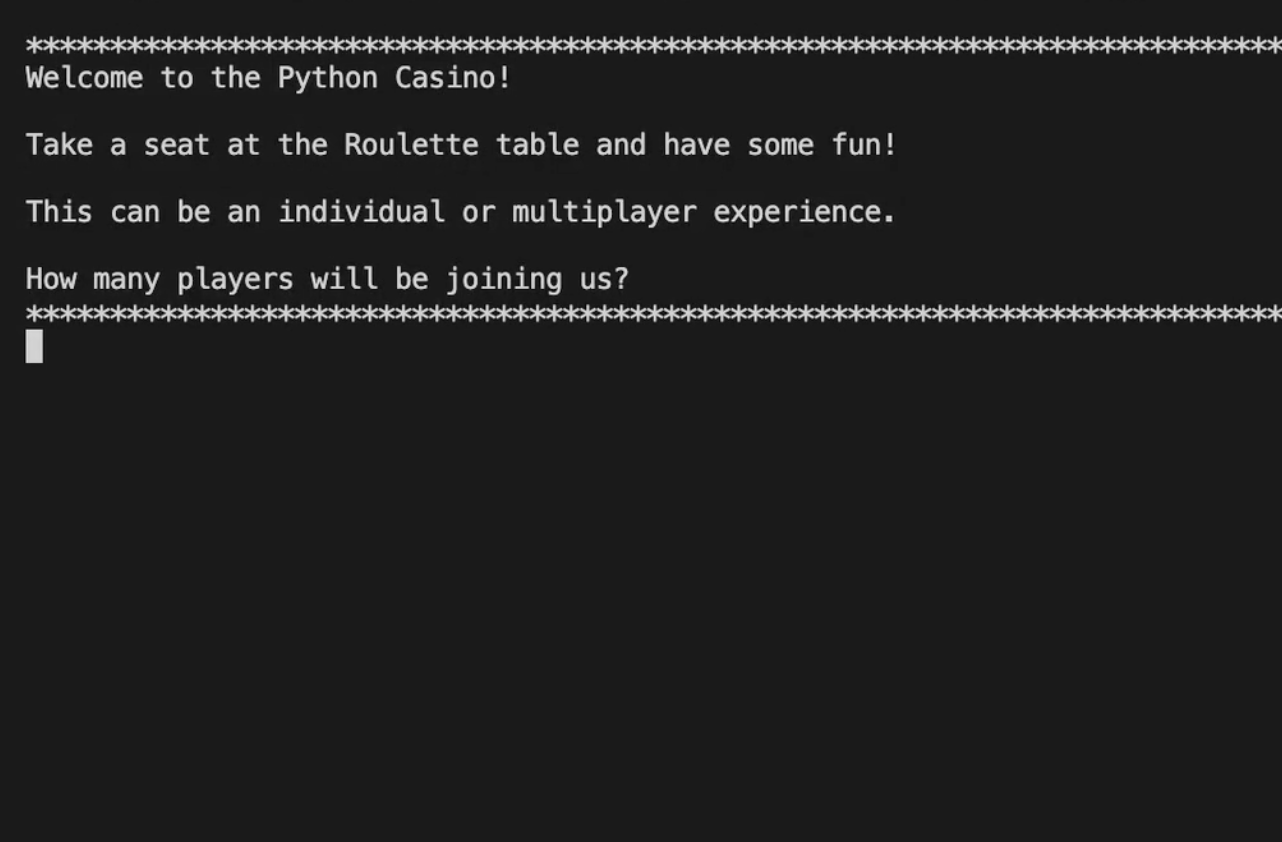 ***************************************************************************
Welcome to the Python Casino!
Take a seat at the Roulette table and have some fun!
This can be an individual or multiplayer experience.
How many players will be joining us?
***************************************************************************